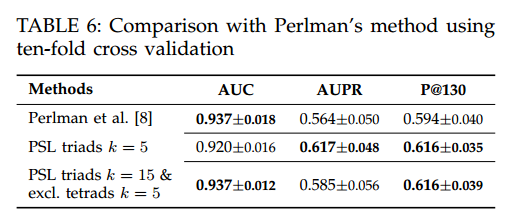 TABLE 6: Comparison with Perlman's method using
ten-fold cross validation
Methods AUC AUPR P@130
Perlman et al. [8] 0.937±0.018 0.564±0.050 0.594±0.040
PSL triads k = 5 0.920±0.016 0.617±0.048 0.616±0.035
PSL triads k = 15 &
excl. tetrads k = 5 0.937±0.012 0.585±0.056 0.616±0.039